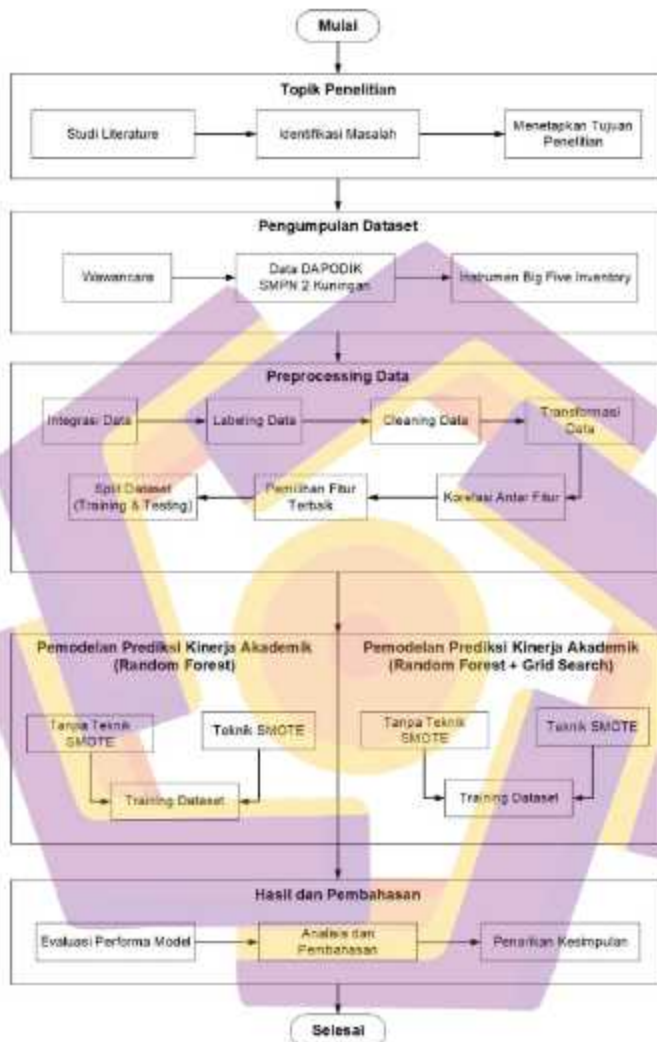 Mulai
Topik Penelitian
Studi Literature
Identifikasi Masalah
Menetapkan Tujuan
Penelitian
Pengumpulan Dataset
Wawancara
Data DAPODIK
SMPN 2 Kuningan
Instrumen Big Five Inventory
Preprocessing Data
Integrasi Data
Labeling Data
Cleaning Data
Transformasi
Data
Split Dataset
(Training & Testing)
Pemilihan Fitur
Terbaik
Korelasi Antar Fitur
Pemodelan Prediksi Kinerja Akademik
(Random Forest)
Tanpa Teknik
SMOTE
Teknik SMOTE
Training Dataset
Pemodelan Prediksi Kinerja Akademik
(Random Forest + Grid Search)
Tanpa Teknik
SMOTE
Teknik SMOTE
Training Dataset
Hasil dan Pembahasan
Evaluasi Performa Model
Analisis dan
Pembahasan
Penarikan Kesimpulan
Selesai